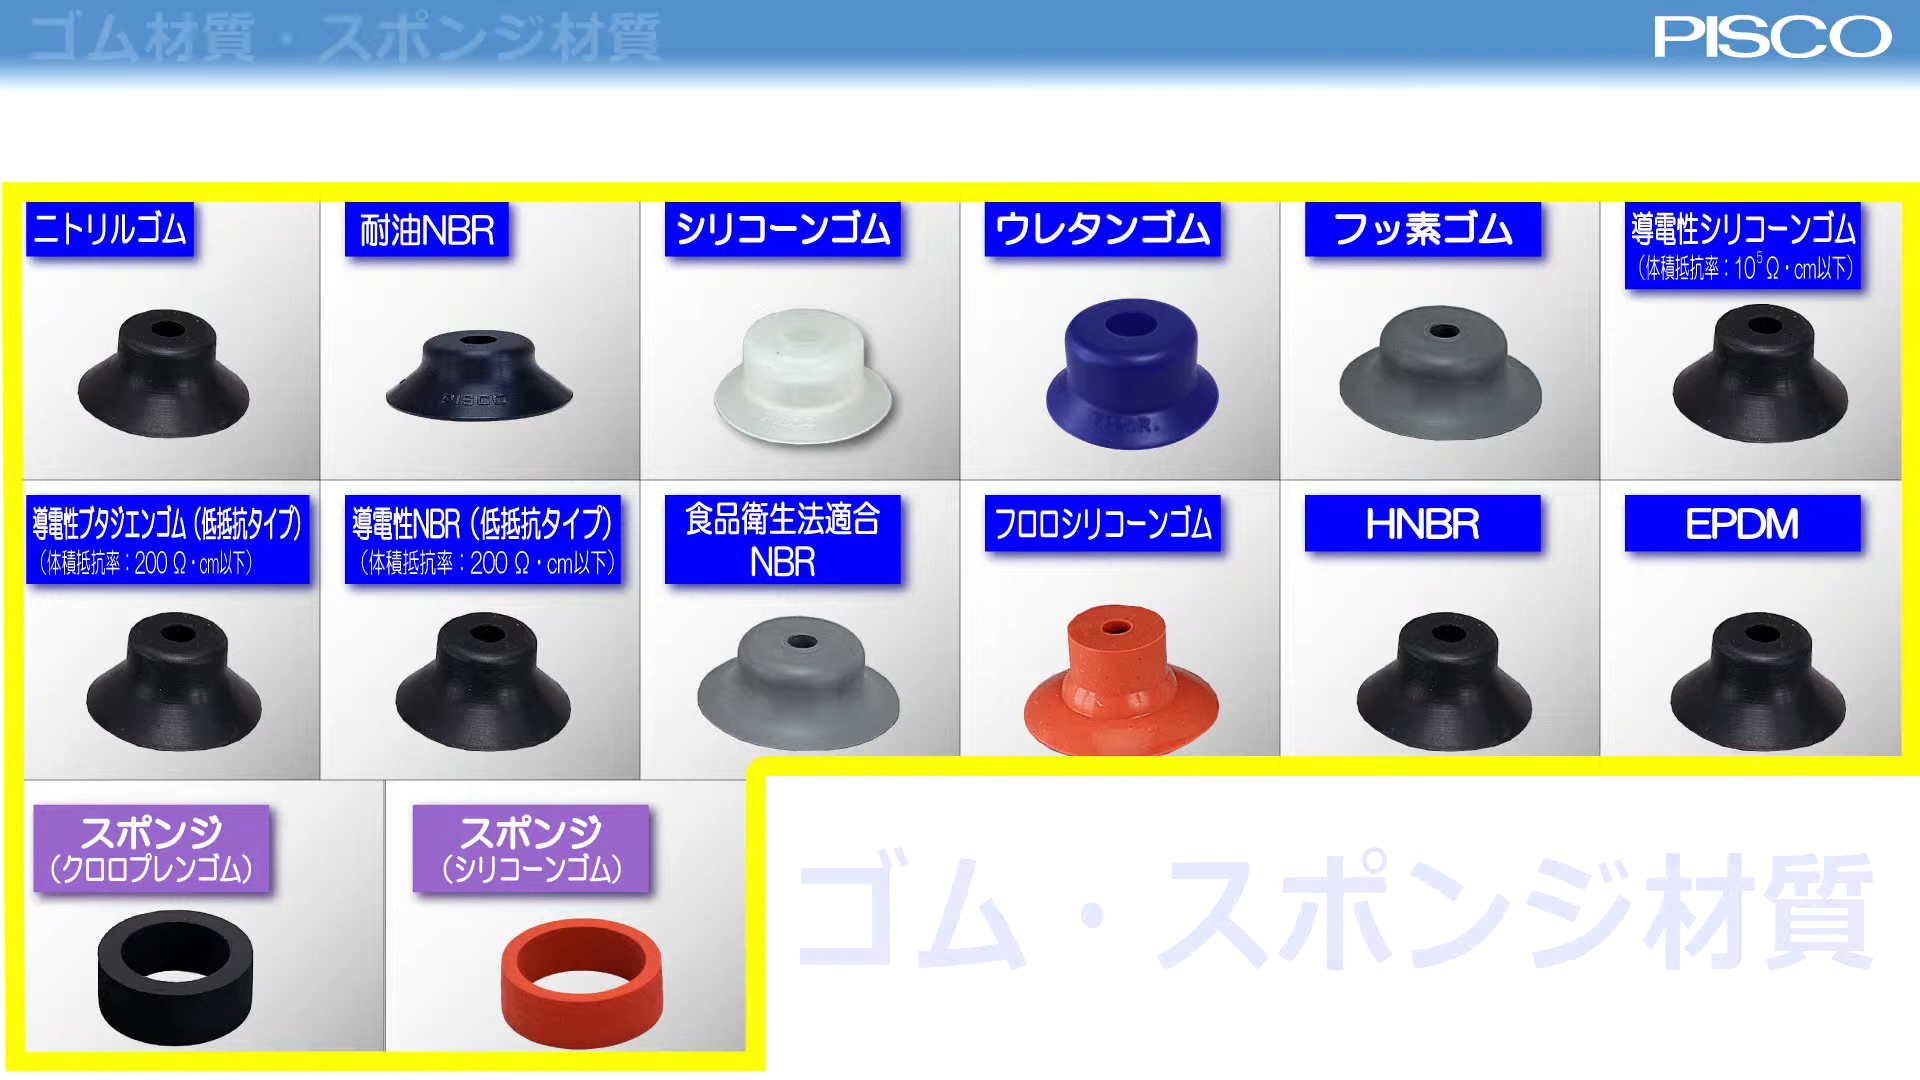 ゴム材質・スポンジ材質
PISCO
ニトリルゴム
耐油NBR
シリコーンゴム
ウレタンゴム
フッ素ゴム
導電性シリコーンゴム
（体積抵抗率：10⁵ Ω・cm以下）
PISCO
導電性ブタジエンゴム（低抵抗タイプ）
（体積抵抗率：200 Ω・cm以下）
導電性NBR（低抵抗タイプ）
（体積抵抗率：200 Ω・cm以下）
食品衛生法適合
NBR
フロロシリコーンゴム
HNBR
EPDM
スポンジ
（クロロプレンゴム）
スポンジ
（シリコーンゴム）
ゴム・スポンジ材質